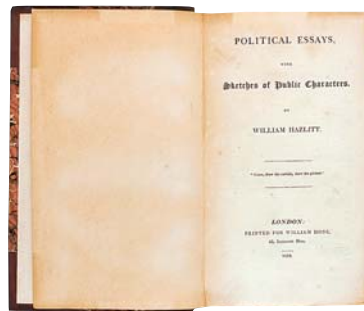 POLITICAL ESSAYS,
WITH
Sketches of Public Characters.
BY
WILLIAM HAZLITT.
"Come, draw the curtain, shew the picture."
LONDON:
PRINTED FOR WILLIAM HONE,
45, LUDGATE HILL.
1819.